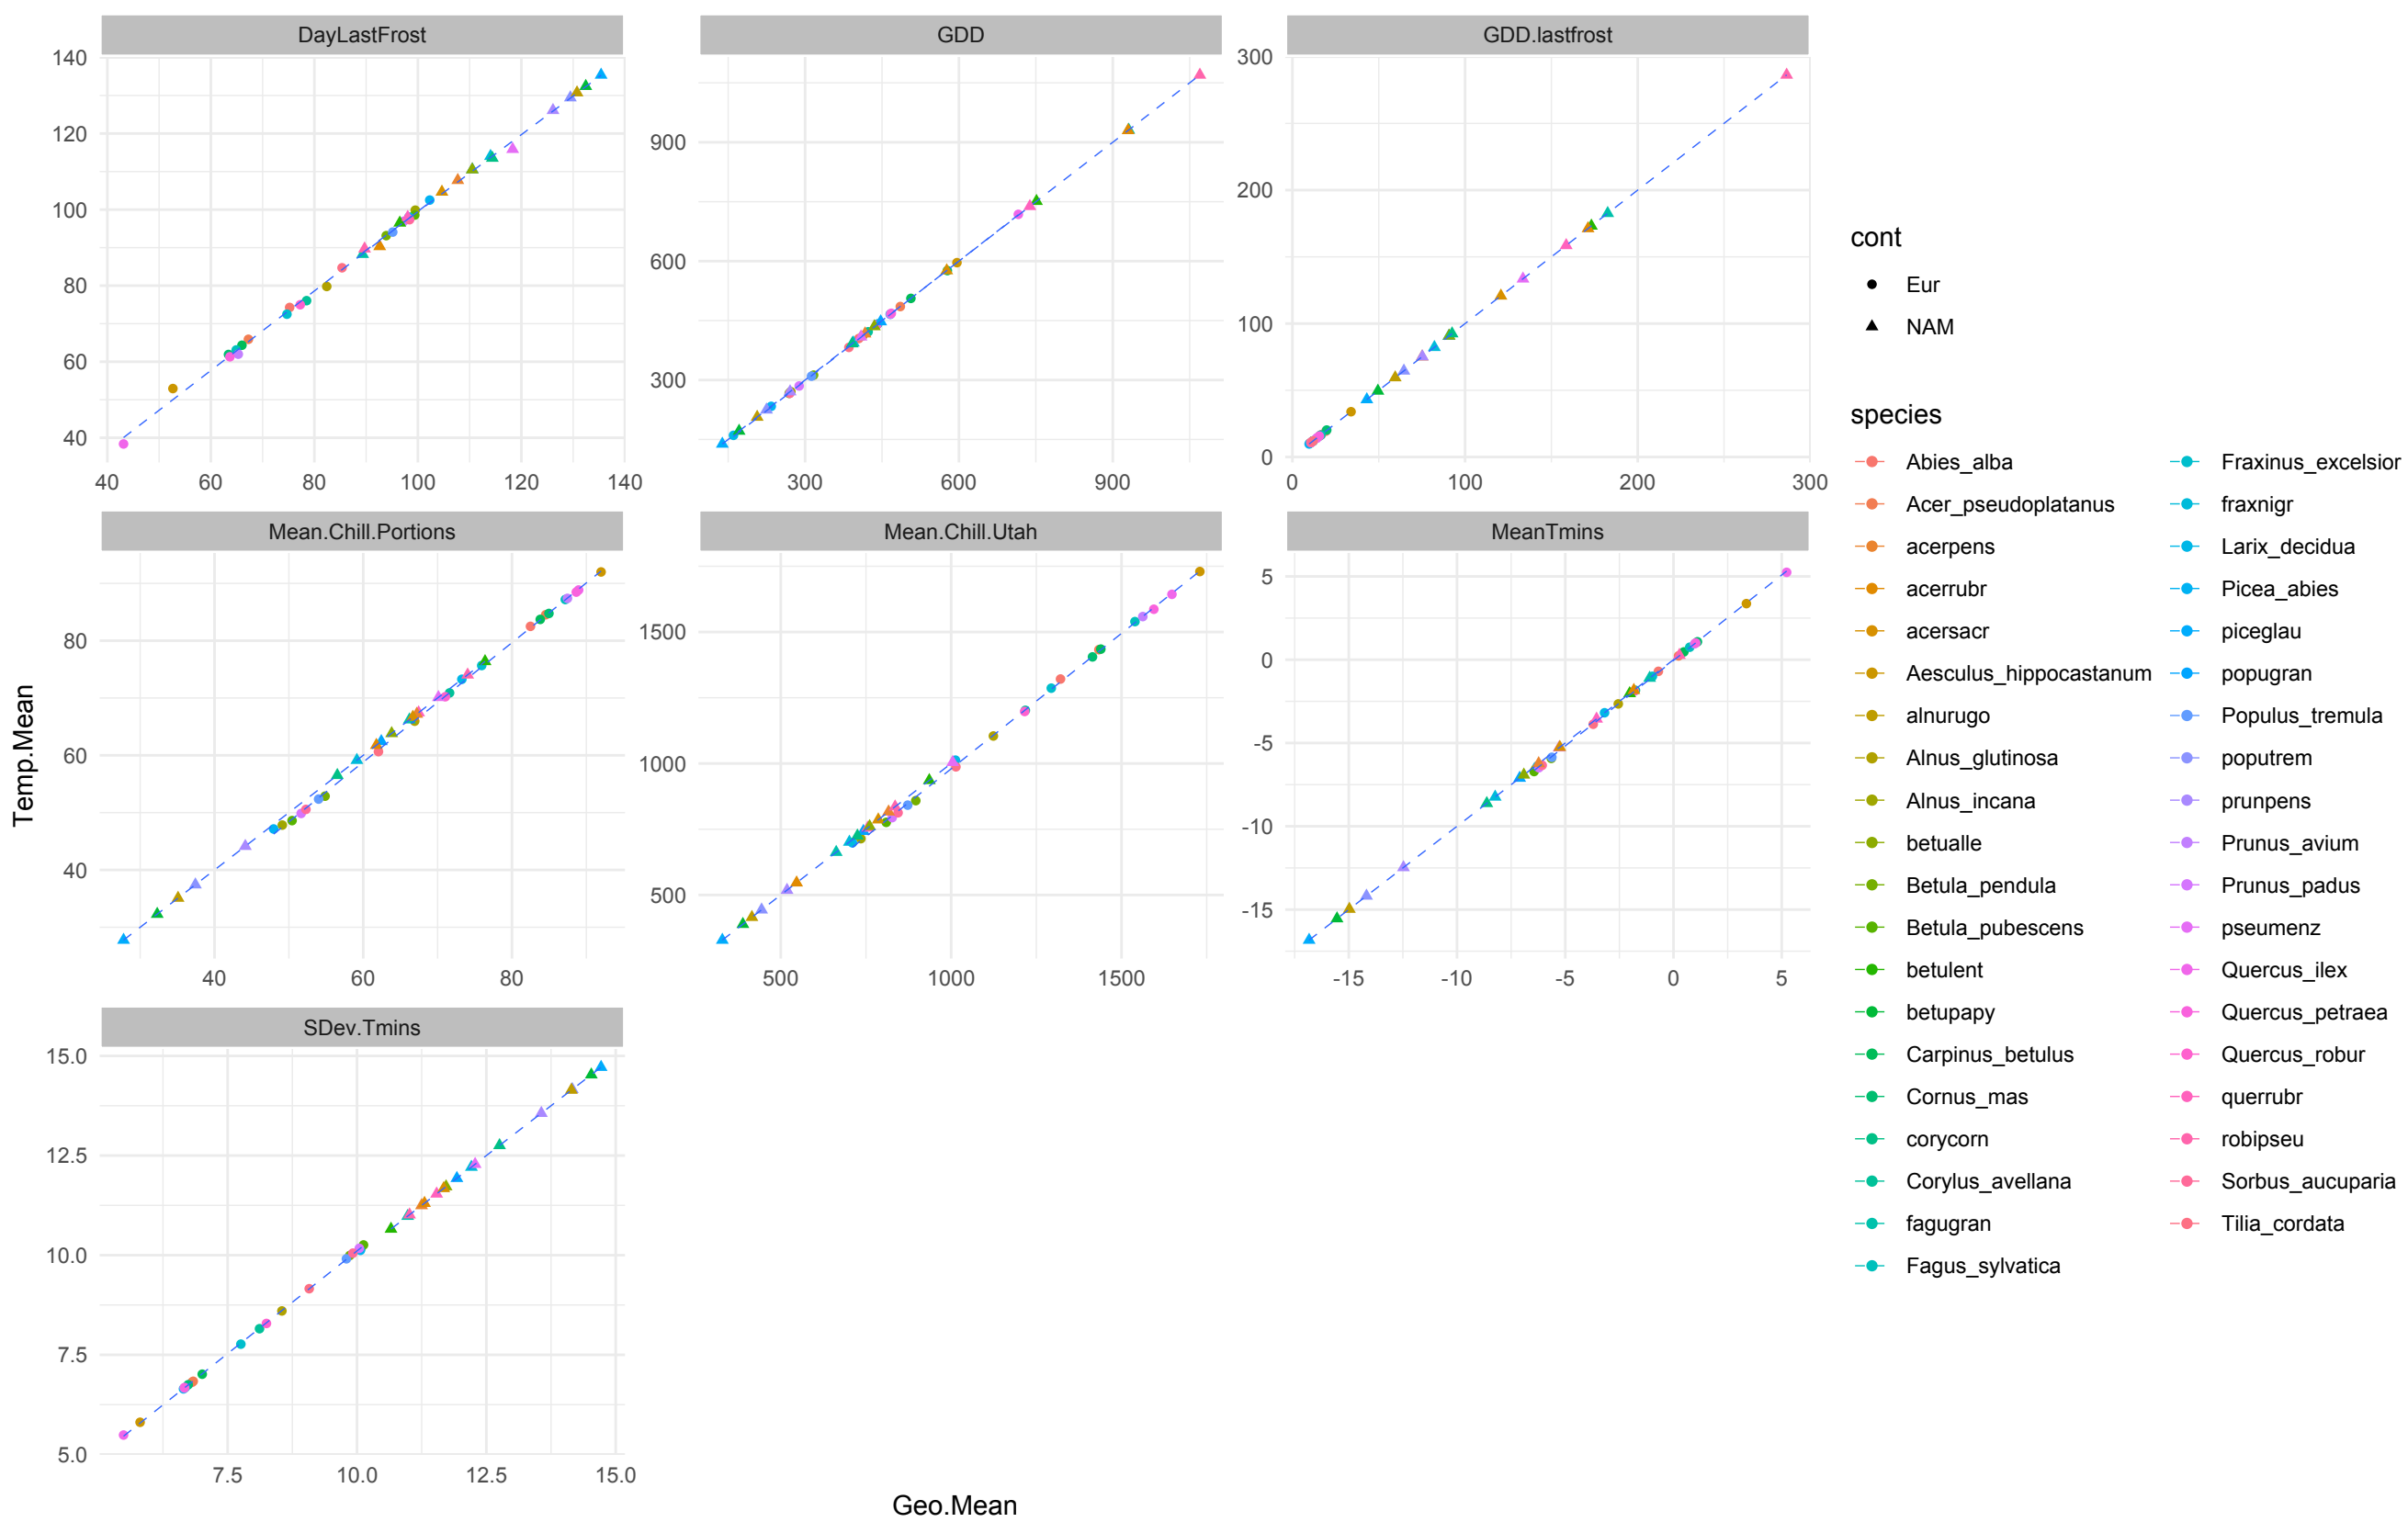 DayLastFrost
GDD
GDD.lastfrost
140
120
100
80
60
40
40 60 80 100 120 140
900
600
300
300 600 900
300
200
100
0
0 100 200 300
Mean.Chill.Portions
Mean.Chill.Utah
MeanTmins
80
60
40
40 60 80
1500
1000
500
500 1000 1500
5
0
-5
-10
-15
-15 -10 -5 0 5
SDev.Tmins
15.0
12.5
10.0
7.5
5.0
7.5 10.0 12.5 15.0
Temp.Mean
Geo.Mean
cont
Eur
NAM
species
Abies_alba
Acer_pseudoplatanus
acerpens
acerrubr
acersacr
Aesculus_hippocastanum
alnurugo
Alnus_glutinosa
Alnus_incana
betualle
Betula_pendula
Betula_pubescens
betulent
betupapy
Carpinus_betulus
Cornus_mas
corycorn
Corylus_avellana
fagugran
Fagus_sylvatica
Fraxinus_excelsior
fraxnigr
Larix_decidua
Picea_abies
piceglau
popugran
Populus_tremula
poputrem
prunpens
Prunus_avium
Prunus_padus
pseumenz
Quercus_ilex
Quercus_petraea
Quercus_robur
querrubr
robipseu
Sorbus_aucuparia
Tilia_cordata